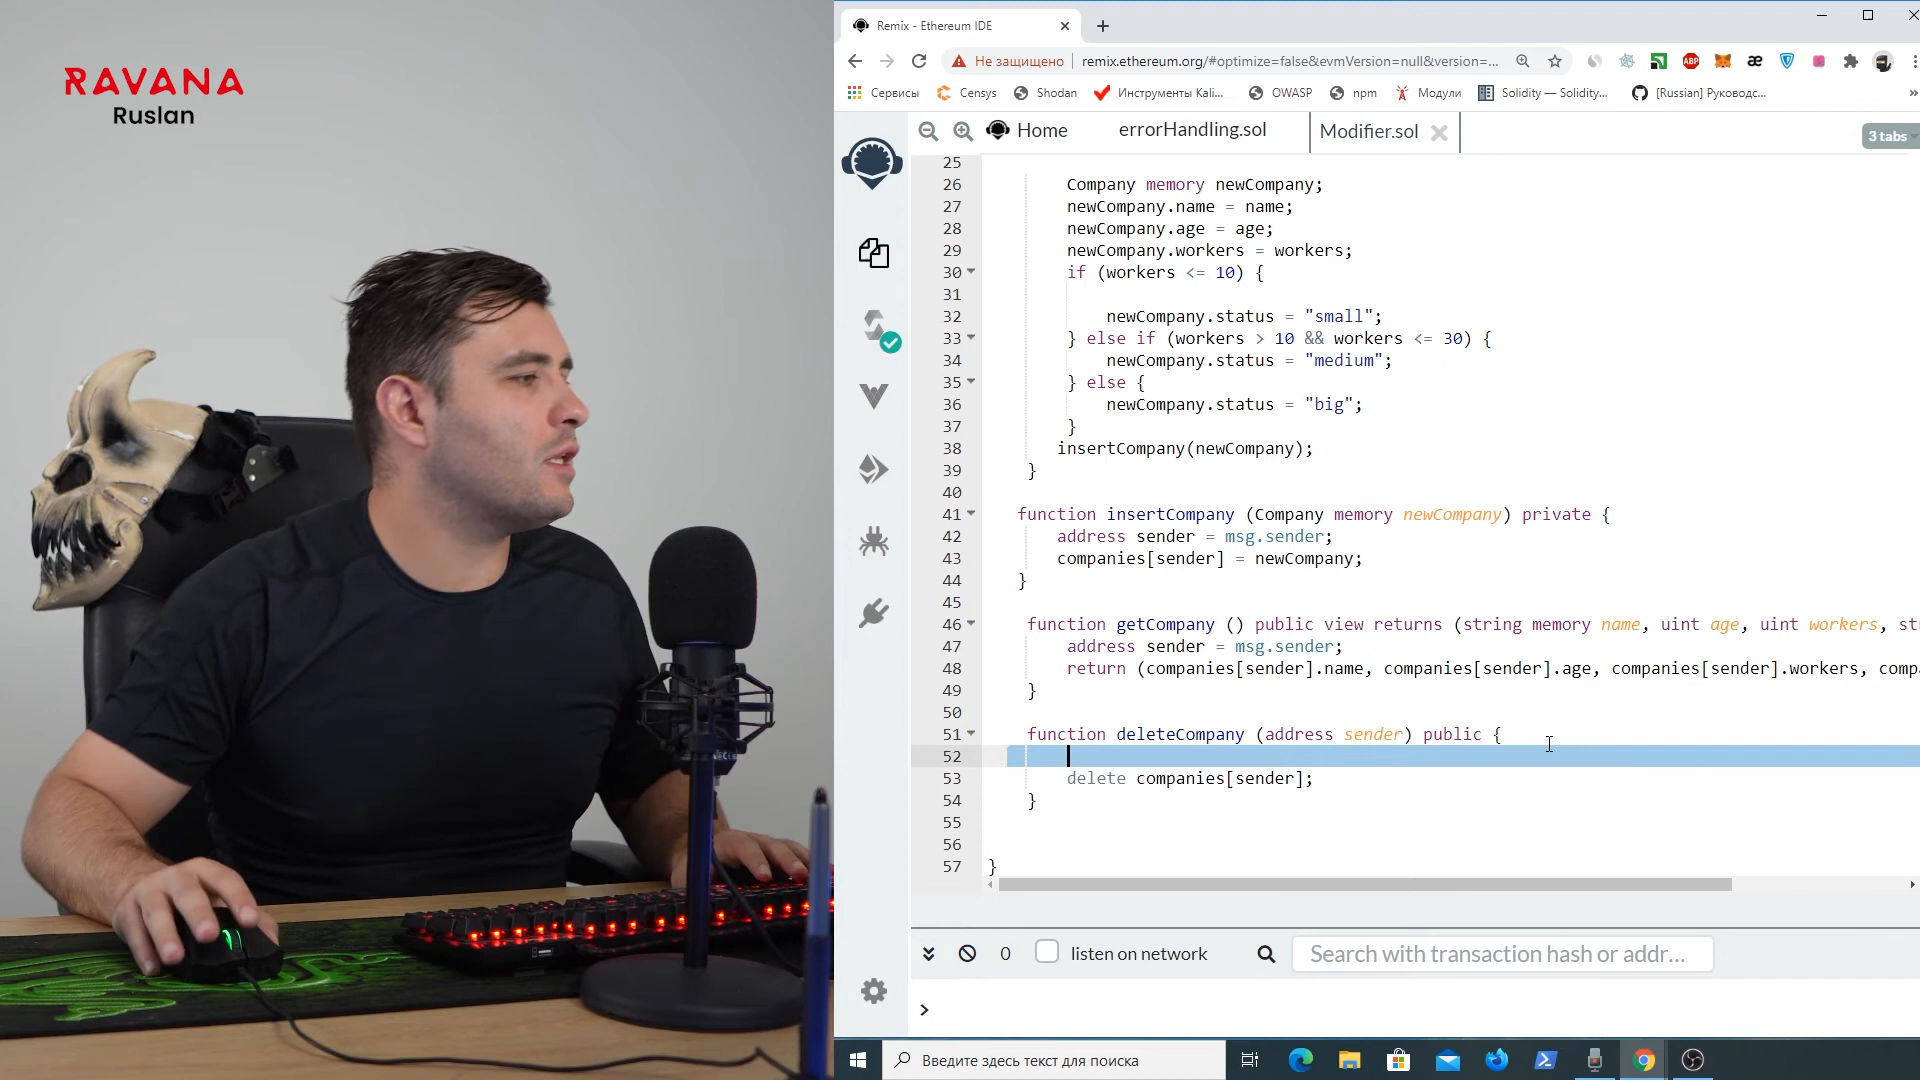 RAVANA
Ruslan
Remix - Ethereum IDE
Не защищено
remix.ethereum.org/#optimize=false&evmVersion=null&version=...
ABP
æ
Сервисы
Censys
Shodan
Инструменты Kali...
OWASP
npm
Модули
Solidity — Solidity...
[Russian] Руководс...
»
Home
errorHandling.sol
Modifier.sol
3 tabs
25
26 Company memory newCompany;
27 newCompany.name = name;
28 newCompany.age = age;
29 newCompany.workers = workers;
30 if (workers <= 10) {
31
32 newCompany.status = "small";
33 } else if (workers > 10 && workers <= 30) {
34 newCompany.status = "medium";
35 } else {
36 newCompany.status = "big";
37 }
38 insertCompany(newCompany);
39 }
40
41 function insertCompany (Company memory newCompany) private {
42 address sender = msg.sender;
43 companies[sender] = newCompany;
44 }
45
46 function getCompany () public view returns (string memory name, uint age, uint workers, st
47 address sender = msg.sender;
48 return (companies[sender].name, companies[sender].age, companies[sender].workers, comp
49 }
50
51 function deleteCompany (address sender) public {
52
53 delete companies[sender];
54 }
55
56
57 }
0
listen on network
Search with transaction hash or addr...
>
Введите здесь текст для поиска